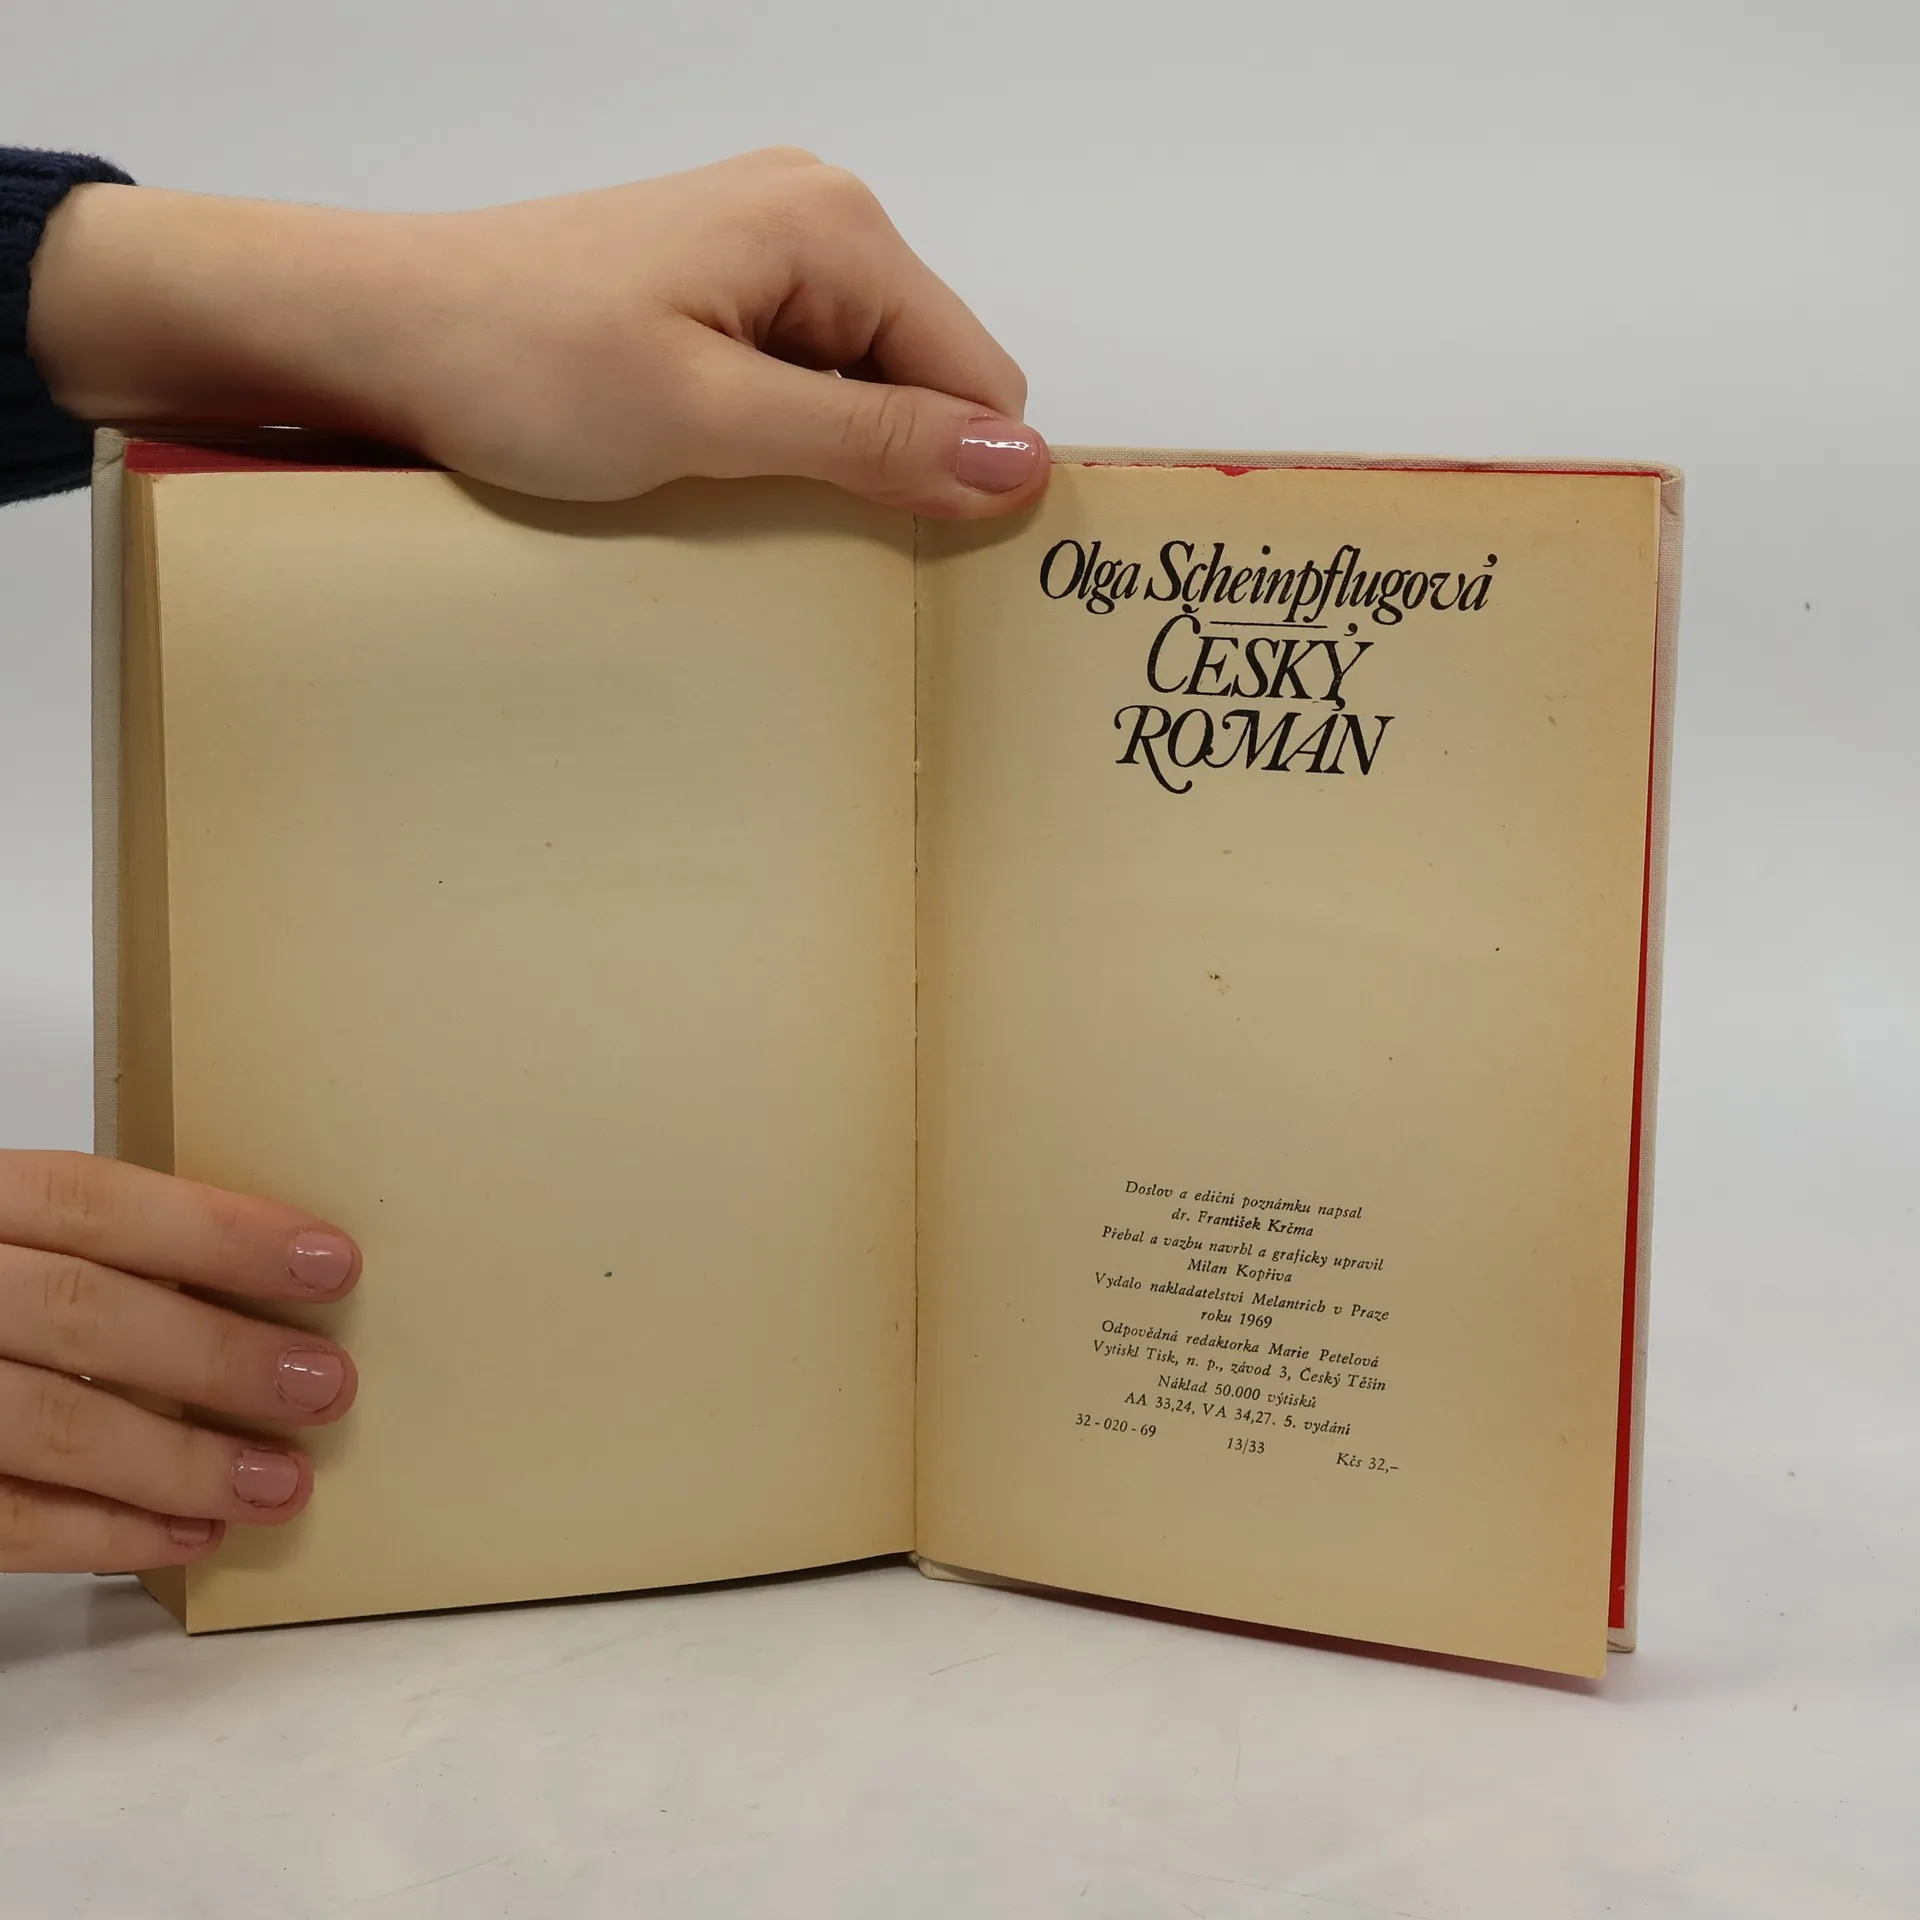 Olga Scheinpflugová
ČESKÝ
ROMÁN
Doslov a ediční poznámku napsal
dr. František Krčma
Přebal a vazbu navrhl a graficky upravil
Milan Kopřiva
Vydalo nakladatelství Melantrich v Praze
roku 1969
Odpovědná redaktorka Marie Petelová
Vytiskl Tisk, n. p., závod 3, Český Těšín
Náklad 50.000 výtisků
AA 33,24, VA 34,27. 5. vydání
32 - 020 - 69 13/33 Kčs 32,–